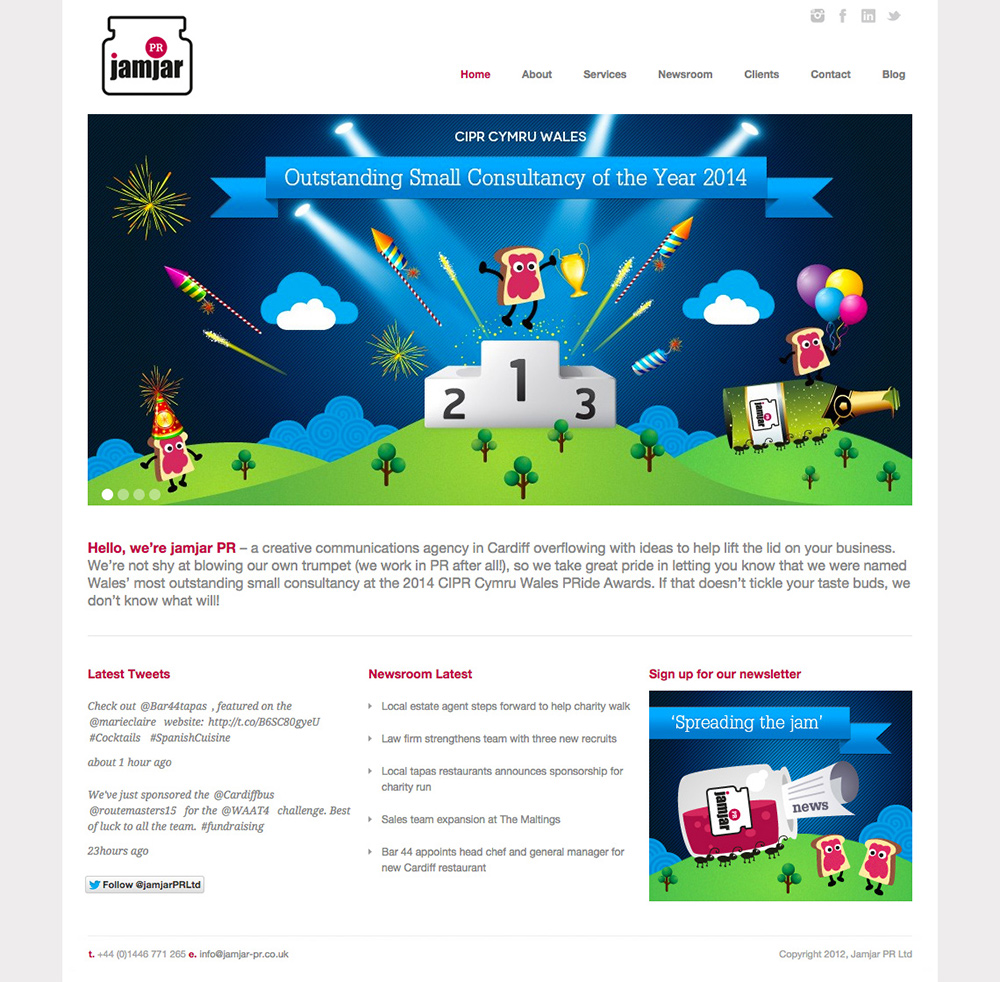 PR
jamjar
Home About Services Newsroom Clients Contact Blog
CIPR CYMRU WALES
Outstanding Small Consultancy of the Year 2014
1
2 3
jamjar
Hello, we're jamjar PR – a creative communications agency in Cardiff overflowing with ideas to help lift the lid on your business.
We're not shy at blowing our own trumpet (we work in PR after all!), so we take great pride in letting you know that we were named
Wales' most outstanding small consultancy at the 2014 CIPR Cymru Wales PRide Awards. If that doesn't tickle your taste buds, we
don't know what will!
Latest Tweets
Check out @Bar44tapas , featured on the
@marieclaire website: http://t.co/B6SC80gyeU
#Cocktails #SpanishCuisine
about 1 hour ago
We've just sponsored the @Cardiffbus
@routemasters15 for the @WAAT4 challenge. Best
of luck to all the team. #fundraising
23hours ago
Follow @jamjarPRLtd
Newsroom Latest
Local estate agent steps forward to help charity walk
Law firm strengthens team with three new recruits
Local tapas restaurants announces sponsorship for
charity run
Sales team expansion at The Maltings
Bar 44 appoints head chef and general manager for
new Cardiff restaurant
Sign up for our newsletter
'Spreading the jam'
jamjar
PR
news
t. +44 (0)1446 771 265 e. info@jamjar-pr.co.uk
Copyright 2012, Jamjar PR Ltd